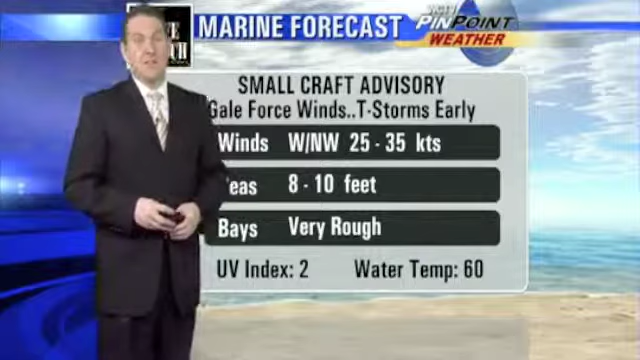 MARINE FORECAST
PINPOINT
WEATHER
SMALL CRAFT ADVISORY
Gale Force Winds..T-Storms Early
Winds W/NW 25 - 35 kts
eas 8 - 10 feet
Bays Very Rough
UV Index: 2 Water Temp: 60